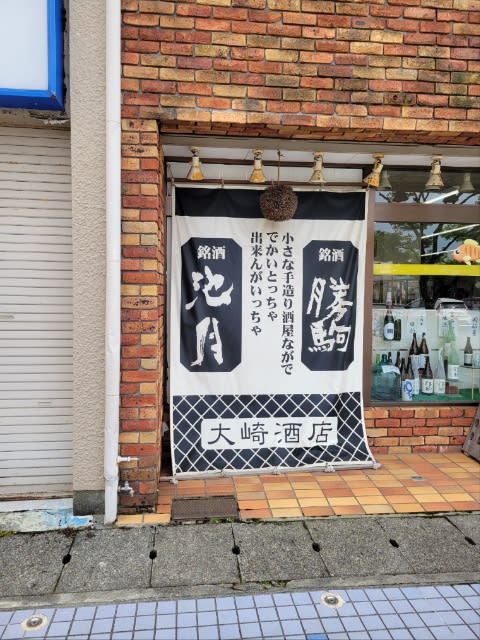 銘酒
勝駒
小さな手造り酒屋ながで
でかいとっちゃ
出来んがいっちゃ
銘酒
池月
大崎酒店